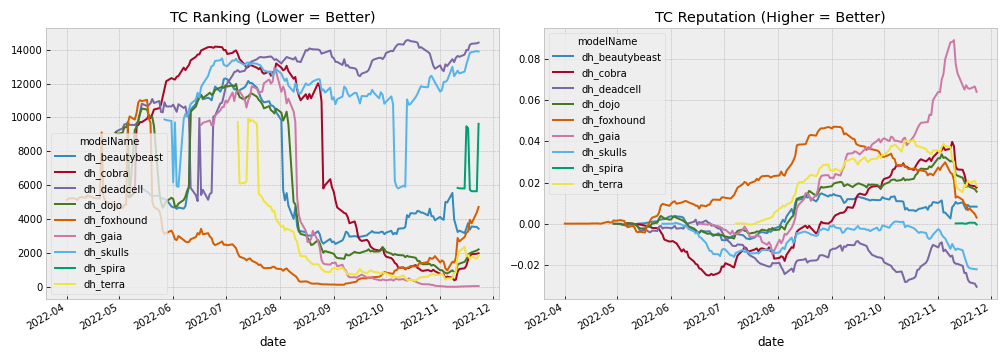 TC Ranking (Lower = Better)
14000
12000
10000
8000
6000
4000
2000
0
modelName
dh_beautybeast
dh_cobra
dh_deadcell
dh_dojo
dh_foxhound
dh_gaia
dh_skulls
dh_spira
dh_terra
2022-04
2022-05
2022-06
2022-07
2022-08
2022-09
2022-10
2022-11
2022-12
date
TC Reputation (Higher = Better)
0.08
0.06
0.04
0.02
0.00
−0.02
modelName
dh_beautybeast
dh_cobra
dh_deadcell
dh_dojo
dh_foxhound
dh_gaia
dh_skulls
dh_spira
dh_terra
2022-04
2022-05
2022-06
2022-07
2022-08
2022-09
2022-10
2022-11
2022-12
date